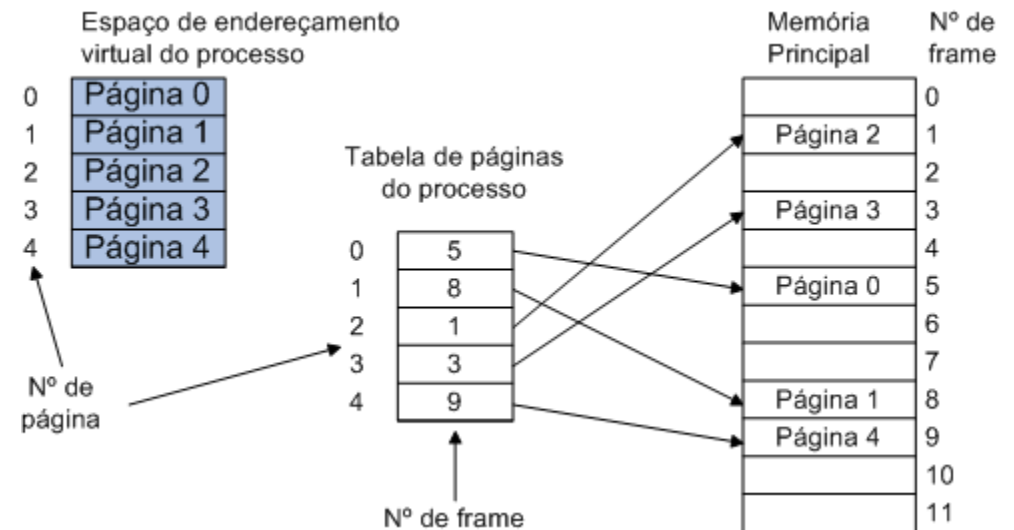 Espaço de endereçamento
virtual do processo
0 Página 0
1 Página 1
2 Página 2
3 Página 3
4 Página 4
Nº de
página
Tabela de páginas
do processo
0 5
1 8
2 1
3 3
4 9
Nº de frame
Memória
Principal
Nº de
frame
0
Página 2 1
2
Página 3 3
4
Página 0 5
6
7
Página 1 8
Página 4 9
10
11